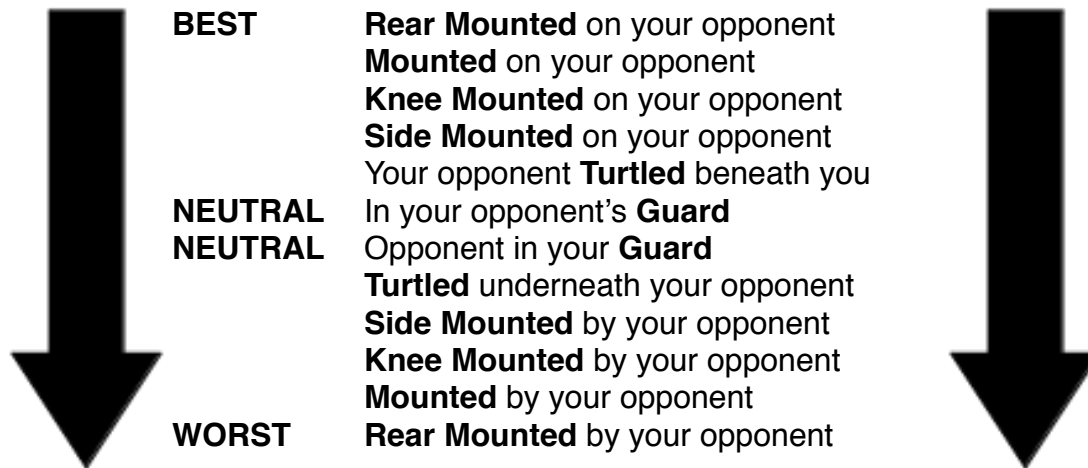 BEST Rear Mounted on your opponent
Mounted on your opponent
Knee Mounted on your opponent
Side Mounted on your opponent
Your opponent Turtled beneath you
NEUTRAL In your opponent’s Guard
NEUTRAL Opponent in your Guard
Turtled underneath your opponent
Side Mounted by your opponent
Knee Mounted by your opponent
Mounted by your opponent
WORST Rear Mounted by your opponent